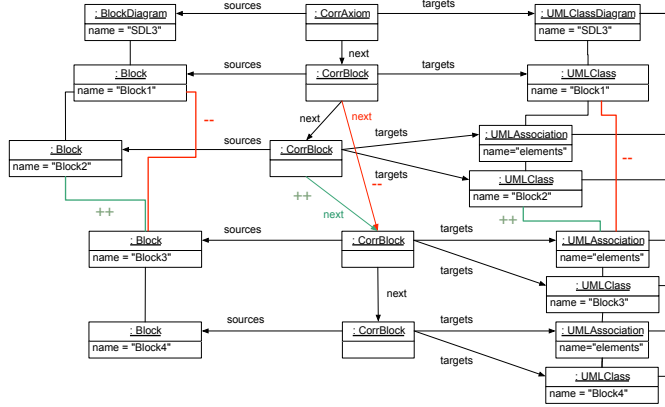 : BlockDiagram
name = "SDL3"
sources
: CorrAxiom
targets
: UMLClassDiagram
name = "SDL3"
next
: Block
name = "Block1"
sources
: CorrBlock
targets
: UMLClass
name = "Block1"
--
next
next
: Block
name = "Block2"
sources
: CorrBlock
targets
: UMLAssociation
name="elements"
--
targets
: UMLClass
name = "Block2"
--
++
++
next
++
: Block
name = "Block3"
sources
: CorrBlock
targets
: UMLAssociation
name="elements"
targets
: UMLClass
name = "Block3"
next
: Block
name = "Block4"
sources
: CorrBlock
targets
: UMLAssociation
name="elements"
targets
: UMLClass
name = "Block4"